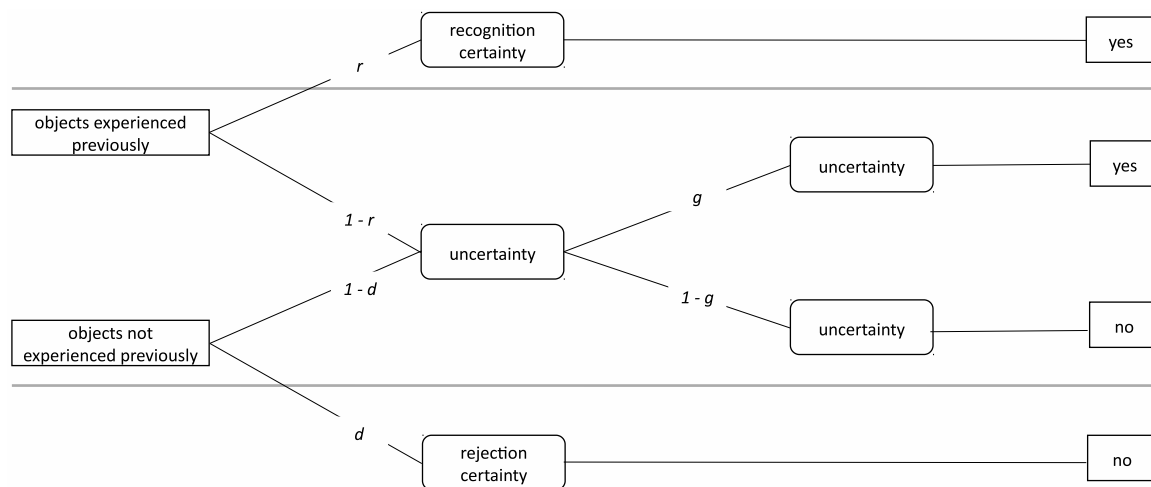 recognition
certainty
yes
r
objects experienced
previously
uncertainty
yes
g
1 - r
uncertainty
1 - d
1 - g
objects not
experienced previously
uncertainty
no
d
rejection
certainty
no